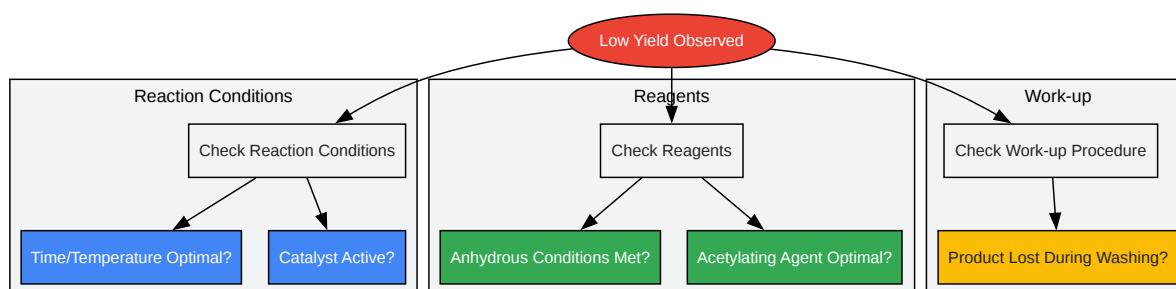 Low Yield Observed
Reaction Conditions
Reagents
Work-up
Check Reaction Conditions
Check Reagents
Check Work-up Procedure
Time/Temperature Optimal?
Catalyst Active?
Anhydrous Conditions Met?
Acetylating Agent Optimal?
Product Lost During Washing?